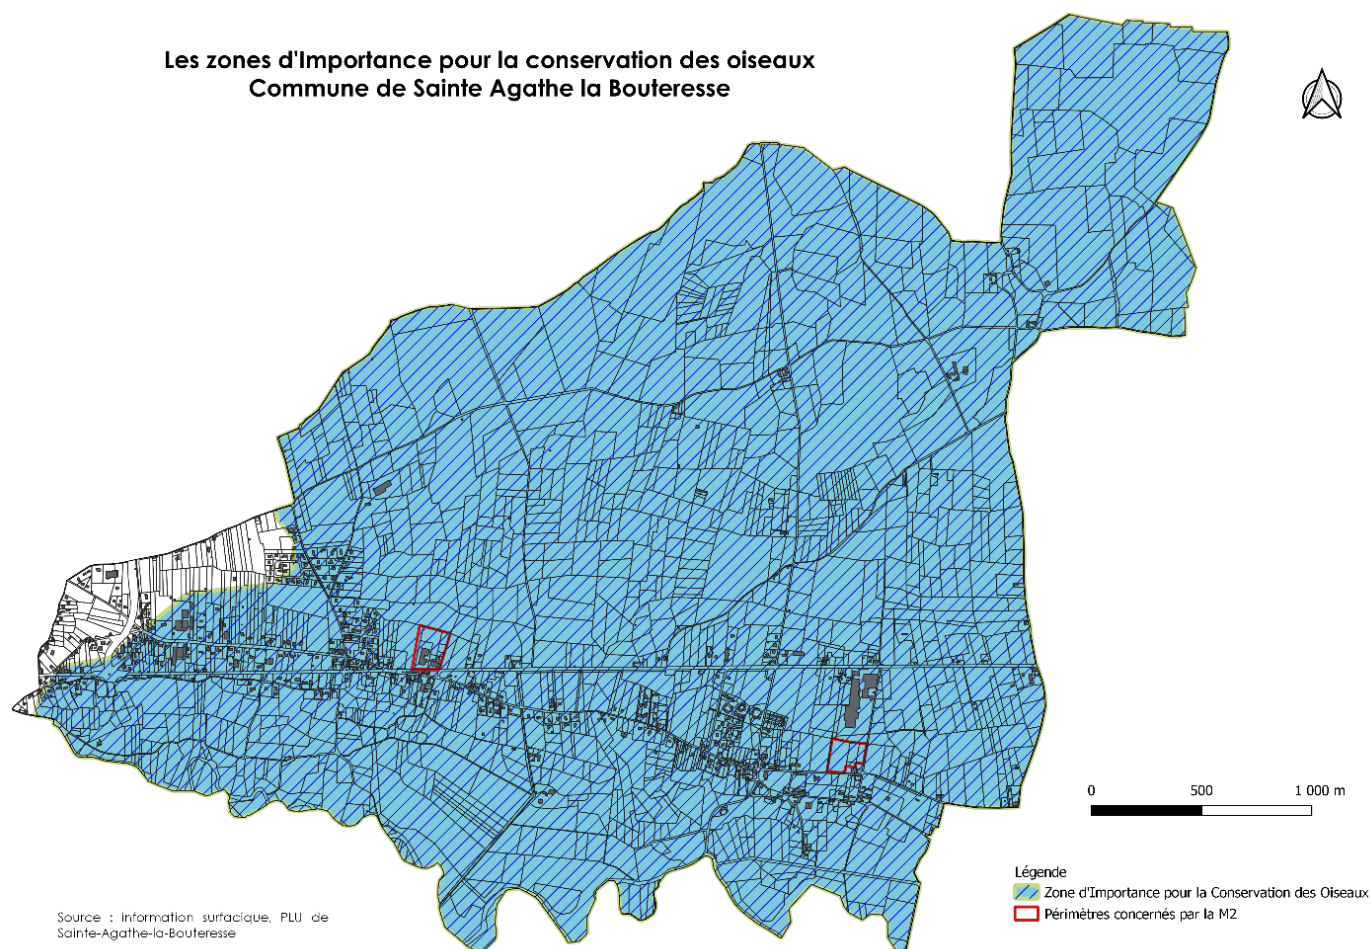 Les zones d'Importance pour la conservation des oiseaux
Commune de Sainte Agathe la Bouteresse
0 500 1 000 m
Légende
Zone d'Importance pour la Conservation des Oiseaux
Périmètres concernés par la M2
Source : information surfacique, PLU de
Sainte-Agathe-la-Bouteresse